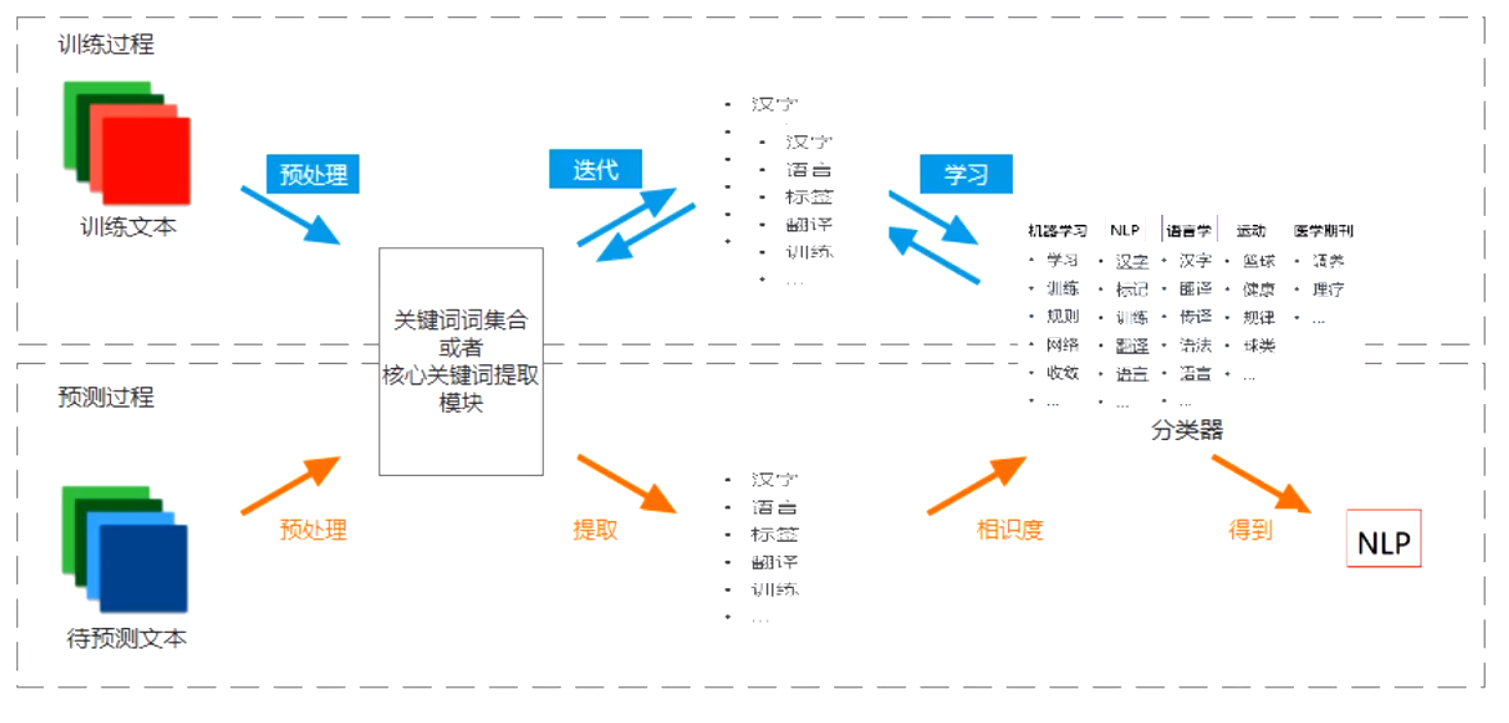 训练过程
训练文本
预处理
迭代
• 汉字
•
• 汉字
• 语言
• 标签
• 翻译
• 训练
• ...
学习
关键词词集合
或者
核心关键词提取
模块
机器学习 NLP 语言学 运动 医学期刊
• 学习 • 汉字 • 汉字 • 篮球 • 调养
• 训练 • 标记 • 翻译 • 健康 • 理疗
• 规则 • 训练 • 传译 • 规律 • ...
• 网络 • 翻译 • 语法 • 球类
• 收敛 • 语言 • 语言 • ...
• ... • ... • ...
分类器
预测过程
待预测文本
预处理
提取
• 汉字
• 语言
• 标签
• 翻译
• 训练
• ...
相识度
得到
NLP